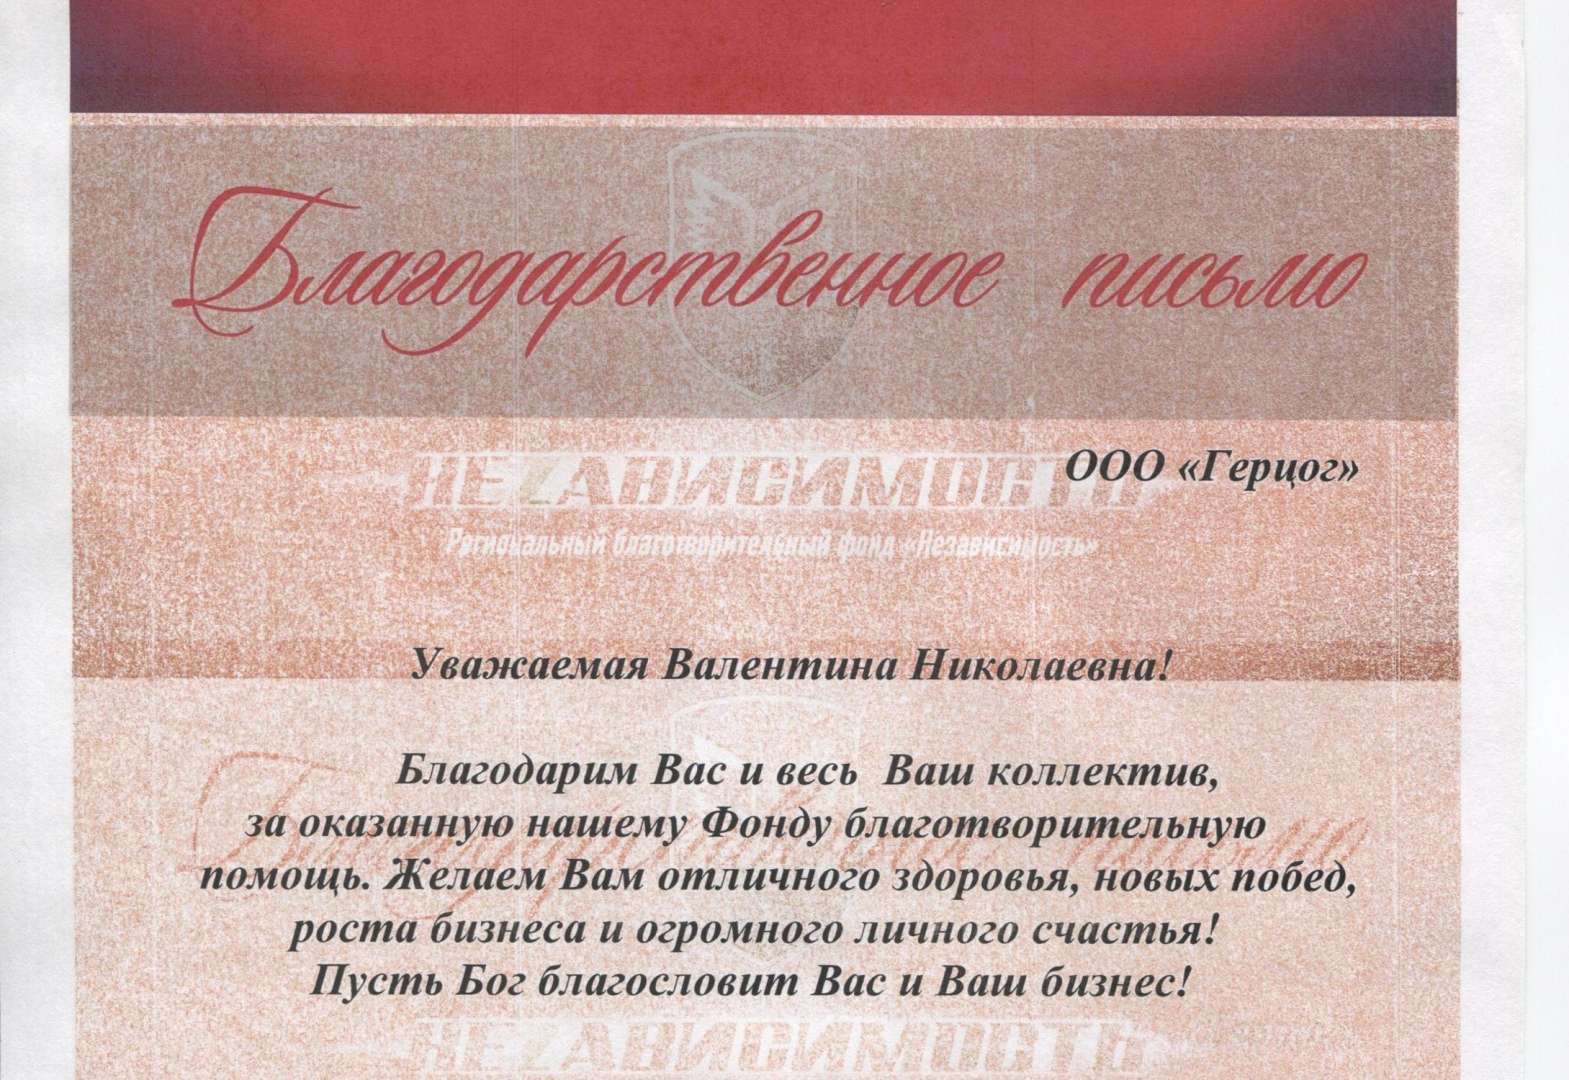 Благодарственное письмо
ООО «Герцог»
НЕZАВИСИМОСТЬ
Региональный благотворительный фонд «Независимость»
Уважаемая Валентина Николаевна!
Благодарим Вас и весь Ваш коллектив,
за оказанную нашему Фонду благотворительную
помощь. Желаем Вам отличного здоровья, новых побед,
роста бизнеса и огромного личного счастья!
Пусть Бог благословит Вас и Ваш бизнес!
НЕZАВИСИМОСТЬ